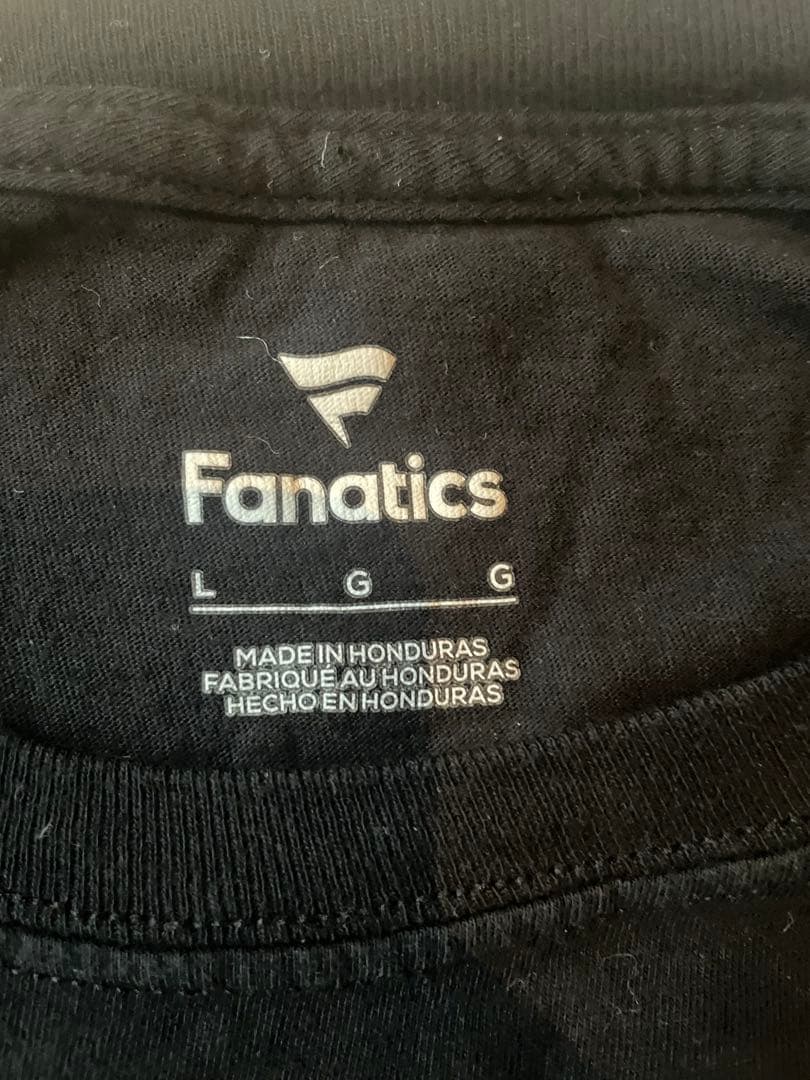 Fanatics
L G G
MADE IN HONDURAS
FABRIQUÉ AU HONDURAS
HECHO EN HONDURAS